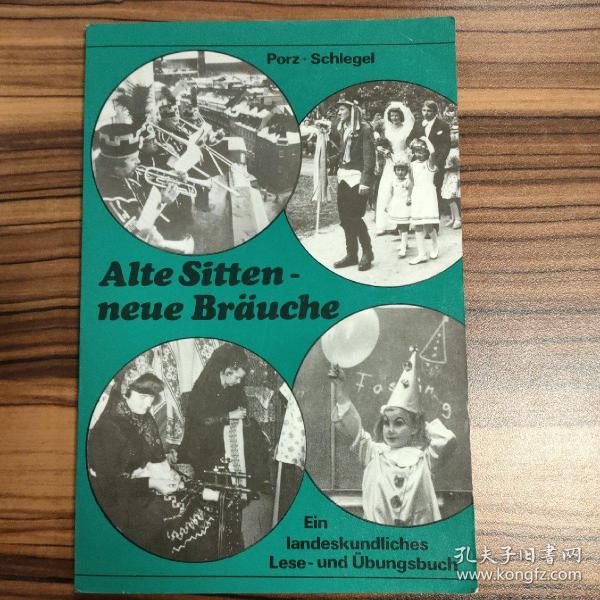 Porz · Schlegel
Alte Sitten -
neue Bräuche
Fasching
Ein
landeskundliches
Lese- und Übungsbuch
孔夫子旧书网
www.kongfz.com